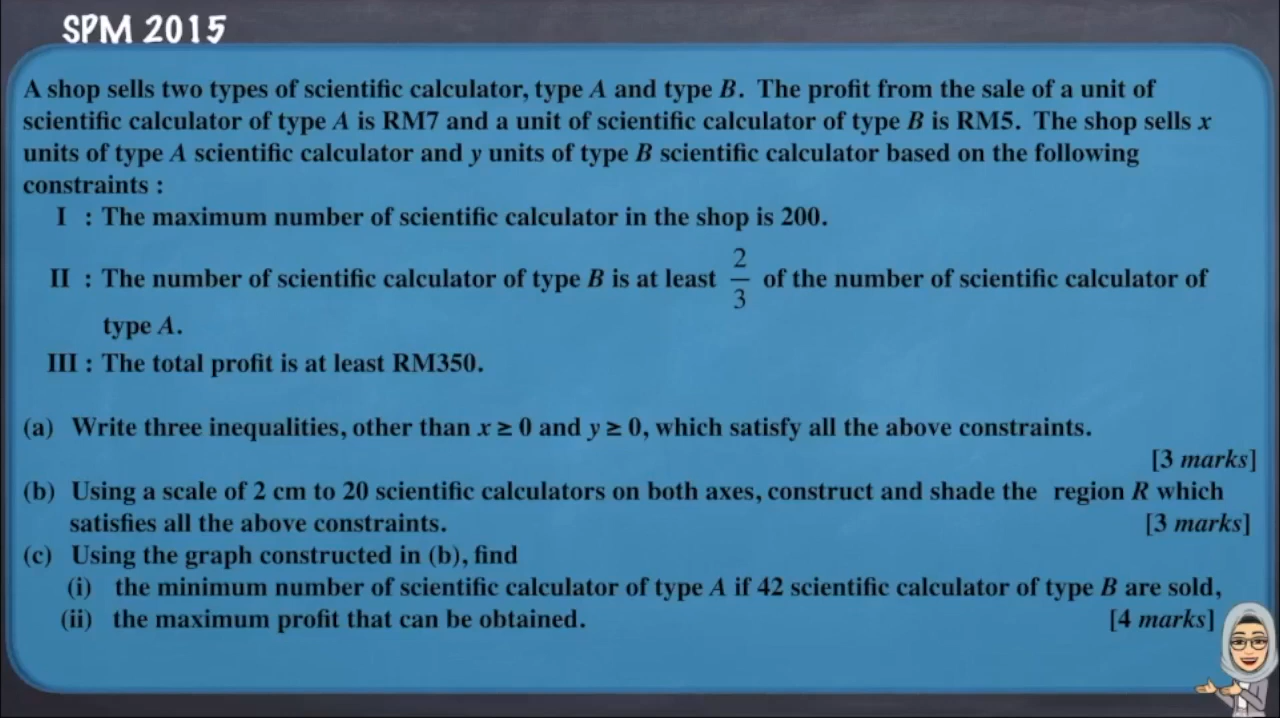 SPM 2015
A shop sells two types of scientific calculator, type A and type B. The profit from the sale of a unit of
scientific calculator of type A is RM7 and a unit of scientific calculator of type B is RM5. The shop sells x
units of type A scientific calculator and y units of type B scientific calculator based on the following
constraints :
I : The maximum number of scientific calculator in the shop is 200.
II : The number of scientific calculator of type B is at least 2/3 of the number of scientific calculator of
type A.
III : The total profit is at least RM350.
(a) Write three inequalities, other than x ≥ 0 and y ≥ 0, which satisfy all the above constraints.
[3 marks]
(b) Using a scale of 2 cm to 20 scientific calculators on both axes, construct and shade the region R which
satisfies all the above constraints. [3 marks]
(c) Using the graph constructed in (b), find
(i) the minimum number of scientific calculator of type A if 42 scientific calculator of type B are sold,
(ii) the maximum profit that can be obtained. [4 marks]